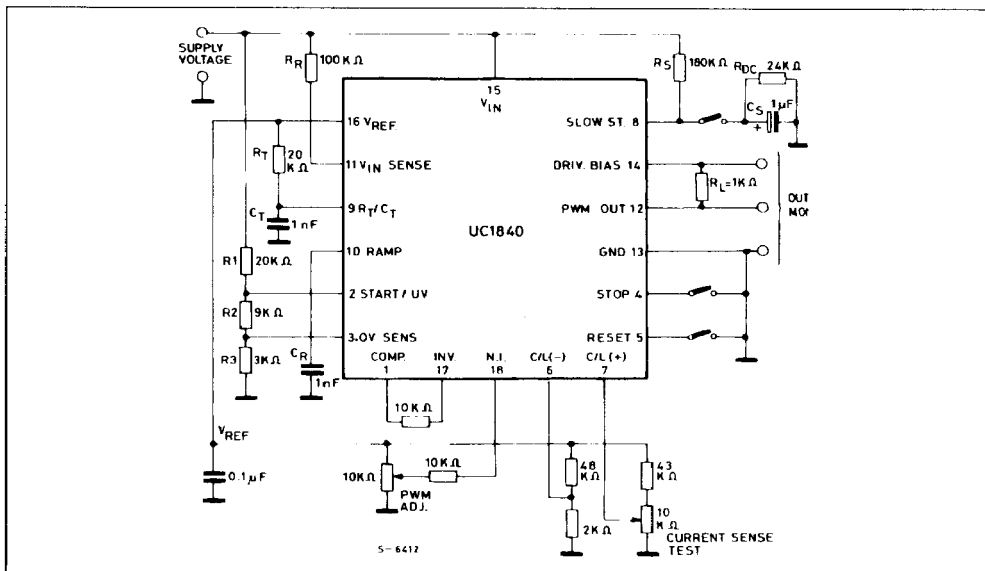 SUPPLY
VOLTAGE
R_R 100KΩ
R_S 180KΩ
R_DC 24KΩ
C_S 1µF
+
15
V_IN
16 V_REF.
SLOW ST. 8
R_T 20
KΩ
11 V_IN SENSE
DRIV. BIAS 14
R_L=1KΩ
9 R_T/C_T
PWM OUT 12
OUT
C_T
1nF
UC1840
10 RAMP
GND 13
R1 20KΩ
2 START/UV
STOP 4
R2 9KΩ
3.OV SENS
RESET 5
R3 3KΩ
C_R
1nF
COMP. INV. N.I. C/L(-) C/L(+)
1 17 18 6 7
10KΩ
V_REF
0.1µF
10KΩ
10KΩ
PWM
ADJ.
48
KΩ
2KΩ
43
KΩ
10
KΩ
CURRENT SENSE
TEST
S-6412